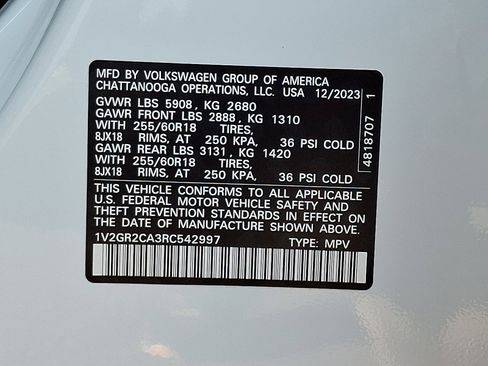 MFD BY VOLKSWAGEN GROUP OF AMERICA
CHATTANOOGA OPERATIONS, LLC. USA 12/2023
GVWR LBS 5908, KG 2680
GAWR FRONT LBS 2888, KG 1310
WITH 255/60R18 TIRES,
8JX18 RIMS, AT 250 KPA, 36 PSI COLD
GAWR REAR LBS 3131, KG 1420
WITH 255/60R18 TIRES,
8JX18 RIMS, AT 250 KPA, 36 PSI COLD
THIS VEHICLE CONFORMS TO ALL APPLICABLE
U.S. FEDERAL MOTOR VEHICLE SAFETY AND
THEFT PREVENTION STANDARDS IN EFFECT ON
THE DATE OF MANUFACTURE SHOWN ABOVE.
1V2GR2CA3RC542997 TYPE: MPV
4818707 1